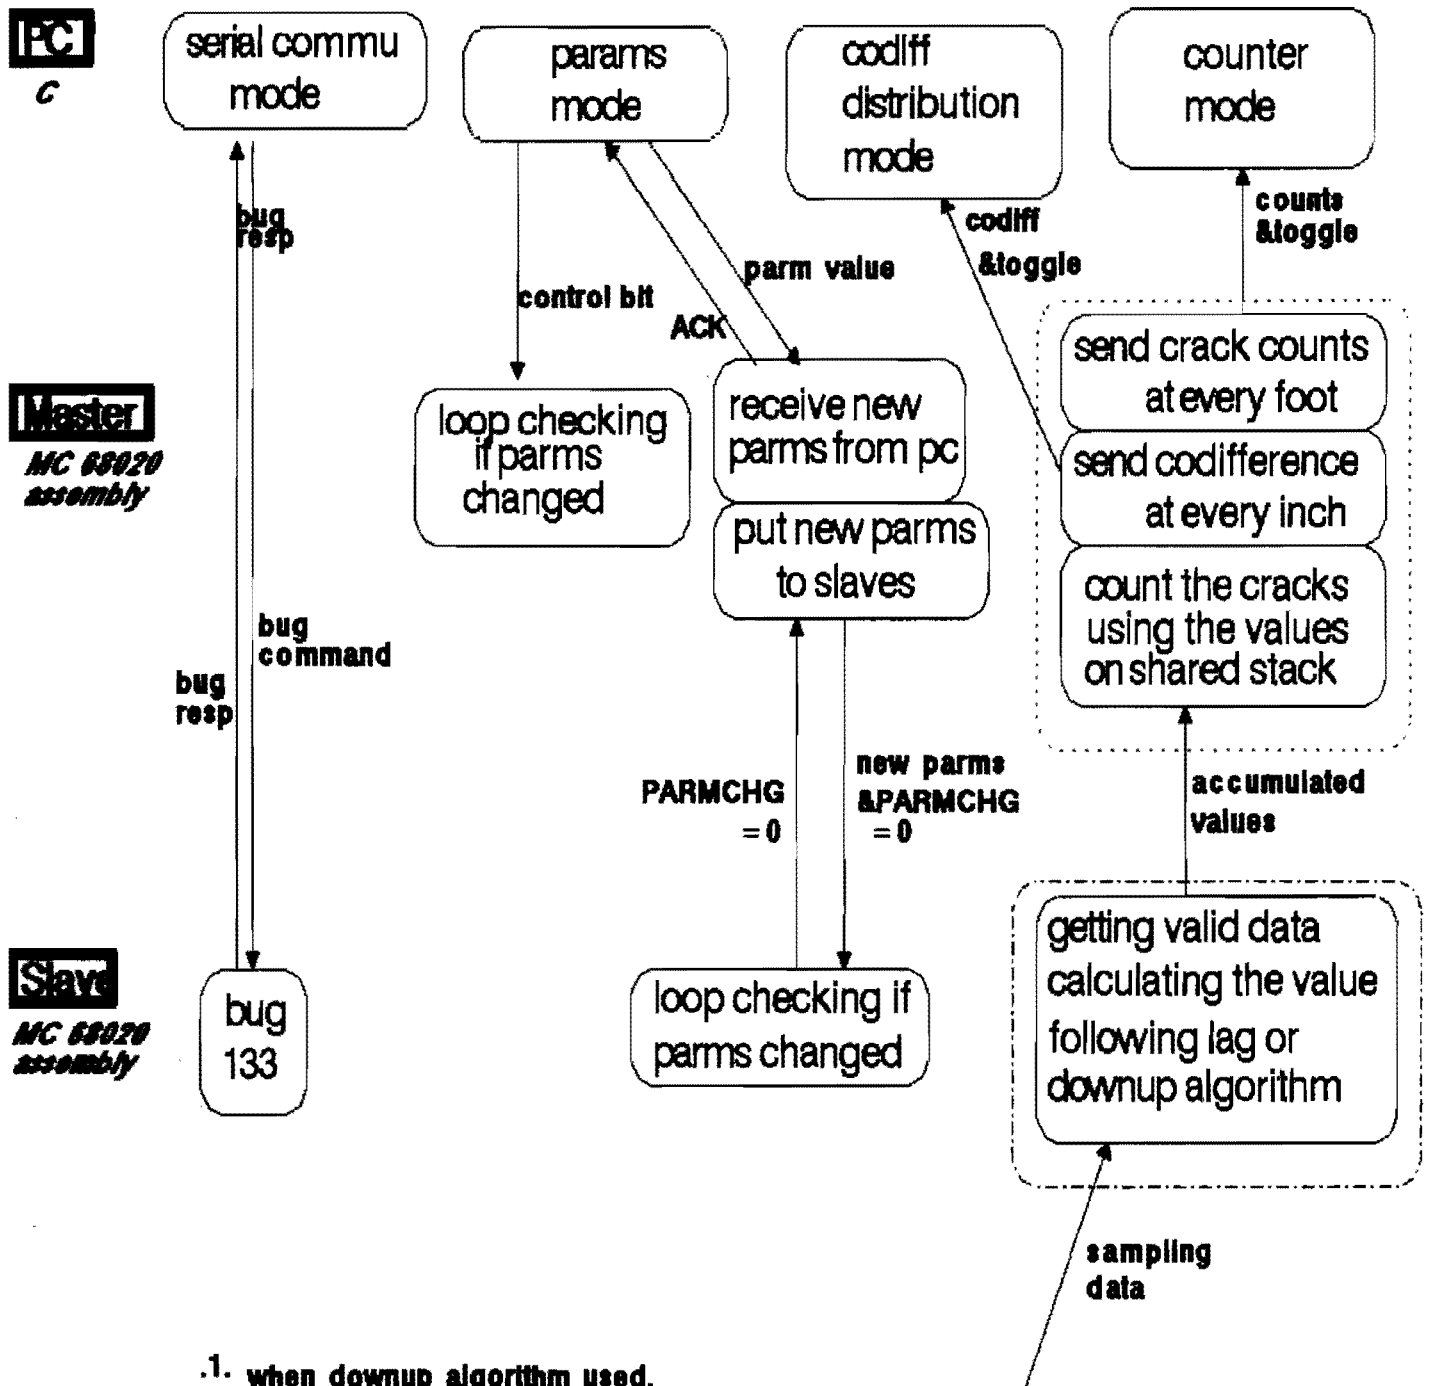 PC
C
serial commu
mode
params
mode
codiff
distribution
mode
counter
mode
bug
resp
control bit
ACK
parm value
codiff
&toggle
counts
&toggle
Master
MC 68020
assembly
loop checking
if parms
changed
receive new
parms from pc
put new parms
to slaves
send crack counts
at every foot
send codifference
at every inch
count the cracks
using the values
on shared stack
bug
command
bug
resp
PARMCHG
=0
new parms
&PARMCHG
=0
accumulated
values
Slave
MC 68020
assembly
bug
133
loop checking if
parms changed
getting valid data
calculating the value
following lag or
downup algorithm
sampling
data
.1. when downup algorithm used.